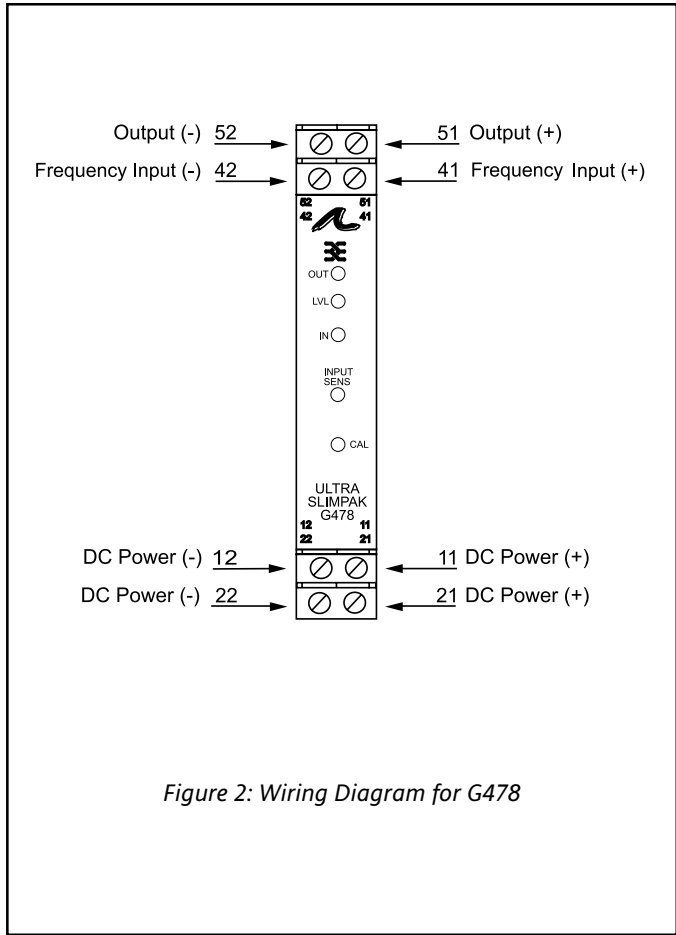 Output (-) 52
51 Output (+)
Frequency Input (-) 42
41 Frequency Input (+)
52 51
42 41
OUT
LVL
IN
INPUT
SENS
CAL
ULTRA
SLIMPAK
G478
12 11
22 21
DC Power (-) 12
11 DC Power (+)
DC Power (-) 22
21 DC Power (+)
Figure 2: Wiring Diagram for G478